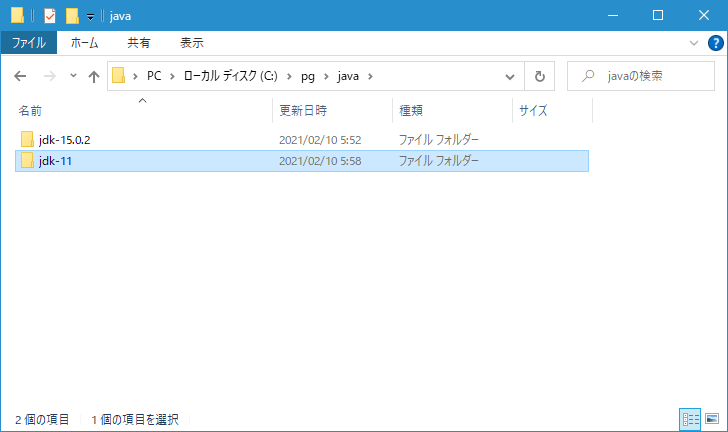 java
ファイル ホーム 共有 表示
PC ローカル ディスク (C:) pg java javaの検索
名前 更新日時 種類 サイズ
jdk-15.0.2 2021/02/10 5:52 ファイル フォルダー
jdk-11 2021/02/10 5:58 ファイル フォルダー
2 個の項目 1 個の項目を選択